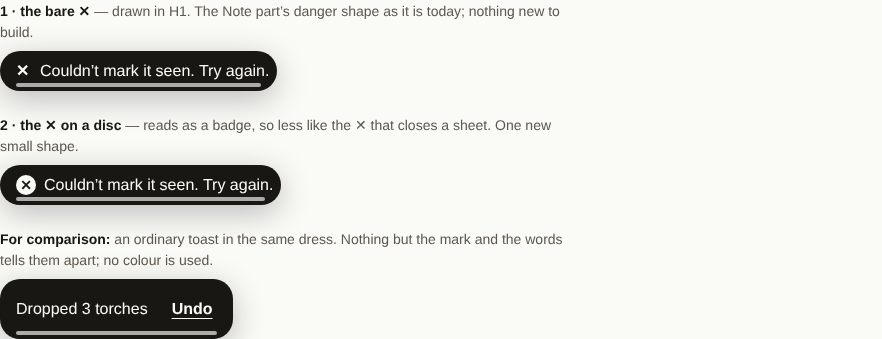 1 · the bare ✕ — drawn in H1. The Note part’s danger shape as it is today; nothing new to
build.
✕ Couldn’t mark it seen. Try again.
2 · the ✕ on a disc — reads as a badge, so less like the ✕ that closes a sheet. One new
small shape.
✕ Couldn’t mark it seen. Try again.
For comparison: an ordinary toast in the same dress. Nothing but the mark and the words
tells them apart; no colour is used.
Dropped 3 torches Undo